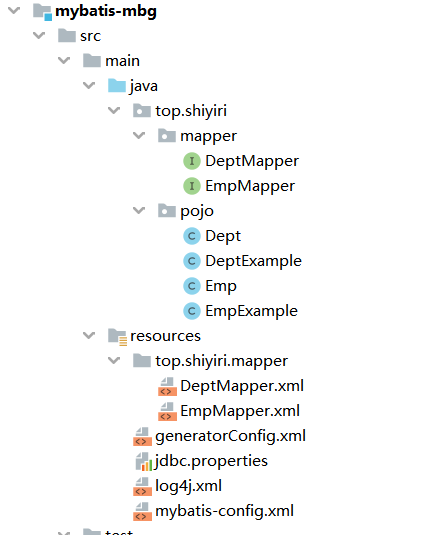 mybatis-mbg
src
main
java
top.shiyiri
mapper
I DeptMapper
I EmpMapper
pojo
C Dept
C DeptExample
C Emp
C EmpExample
resources
top.shiyiri.mapper
DeptMapper.xml
EmpMapper.xml
generatorConfig.xml
jdbc.properties
log4j.xml
mybatis-config.xml
test